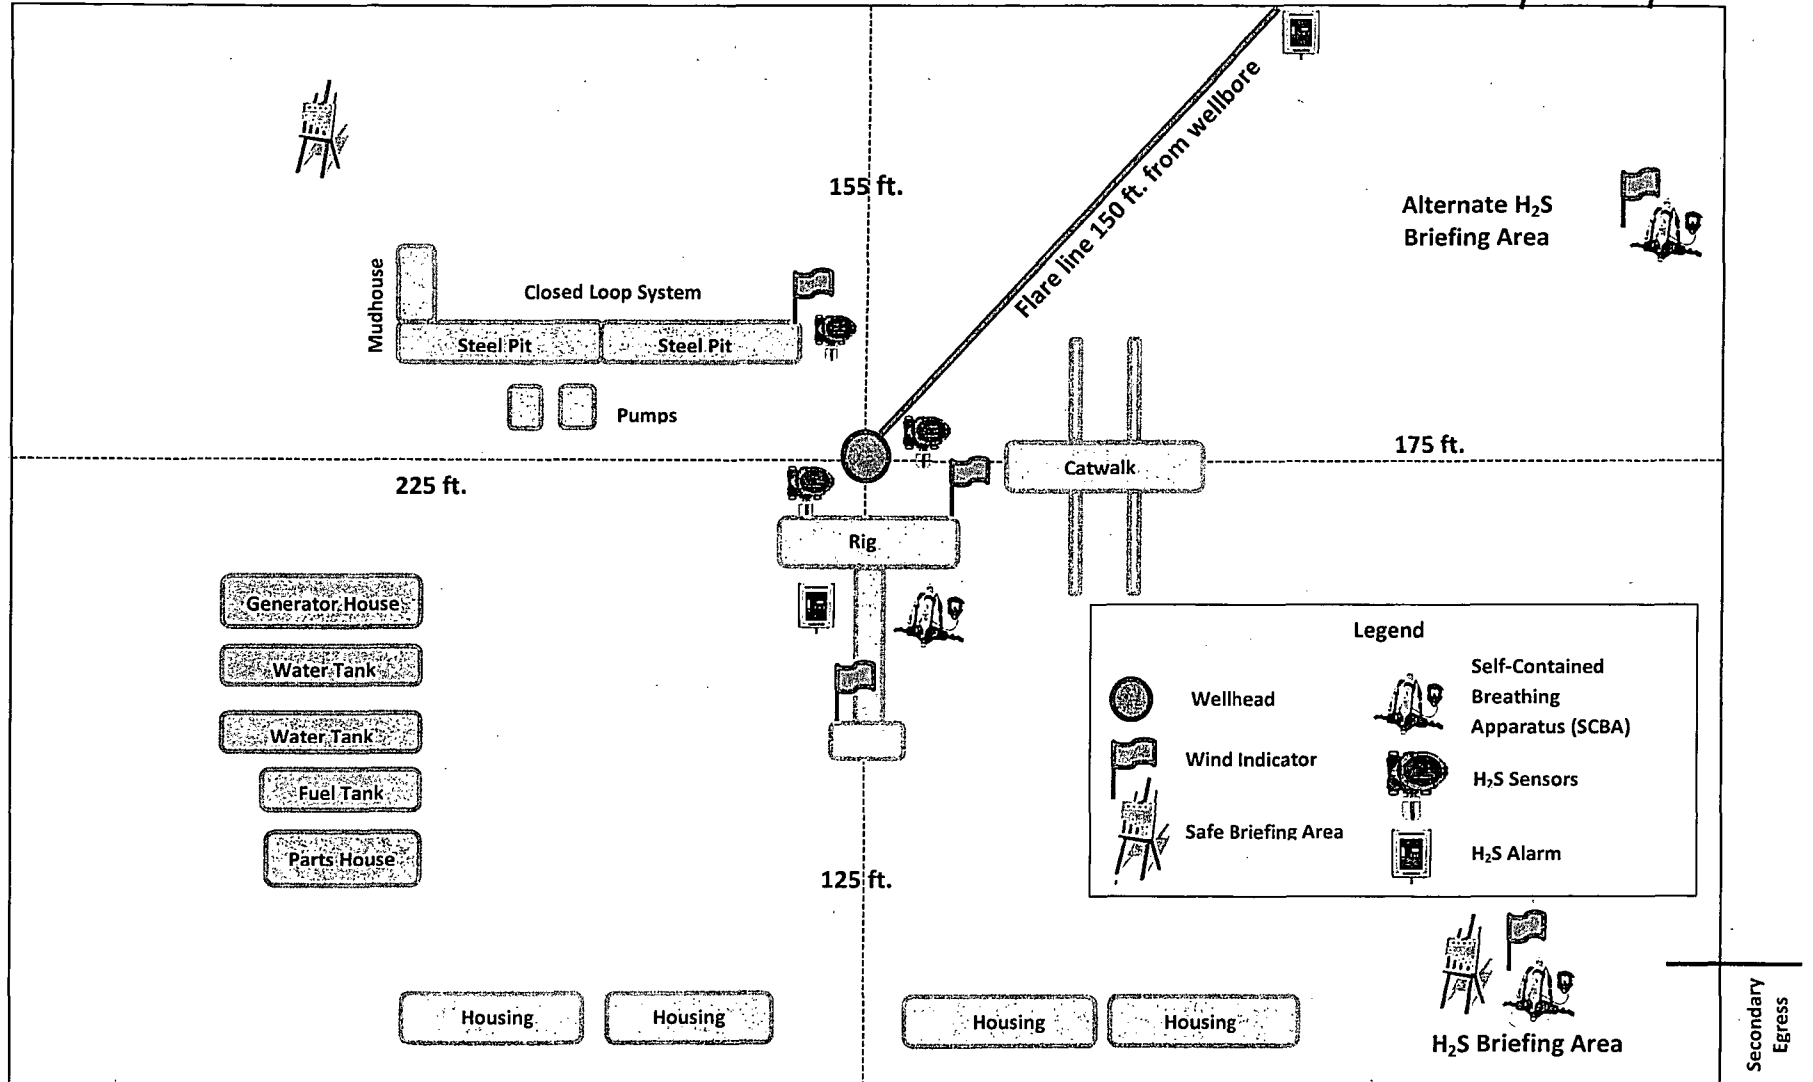 155 ft.
Flare line 150 ft. from wellbore
Alternate H₂S
Briefing Area
Mudhouse
Closed Loop System
Steel Pit
Steel Pit
Pumps
225 ft.
175 ft.
Catwalk
Rig
Generator House
Water Tank
Water Tank
Fuel Tank
Parts House
125 ft.
Legend
Wellhead
Wind Indicator
Safe Briefing Area
Self-Contained
Breathing
Apparatus (SCBA)
H₂S Sensors
H₂S Alarm
Housing
Housing
Housing
Housing
H₂S Briefing Area
Secondary
Egress